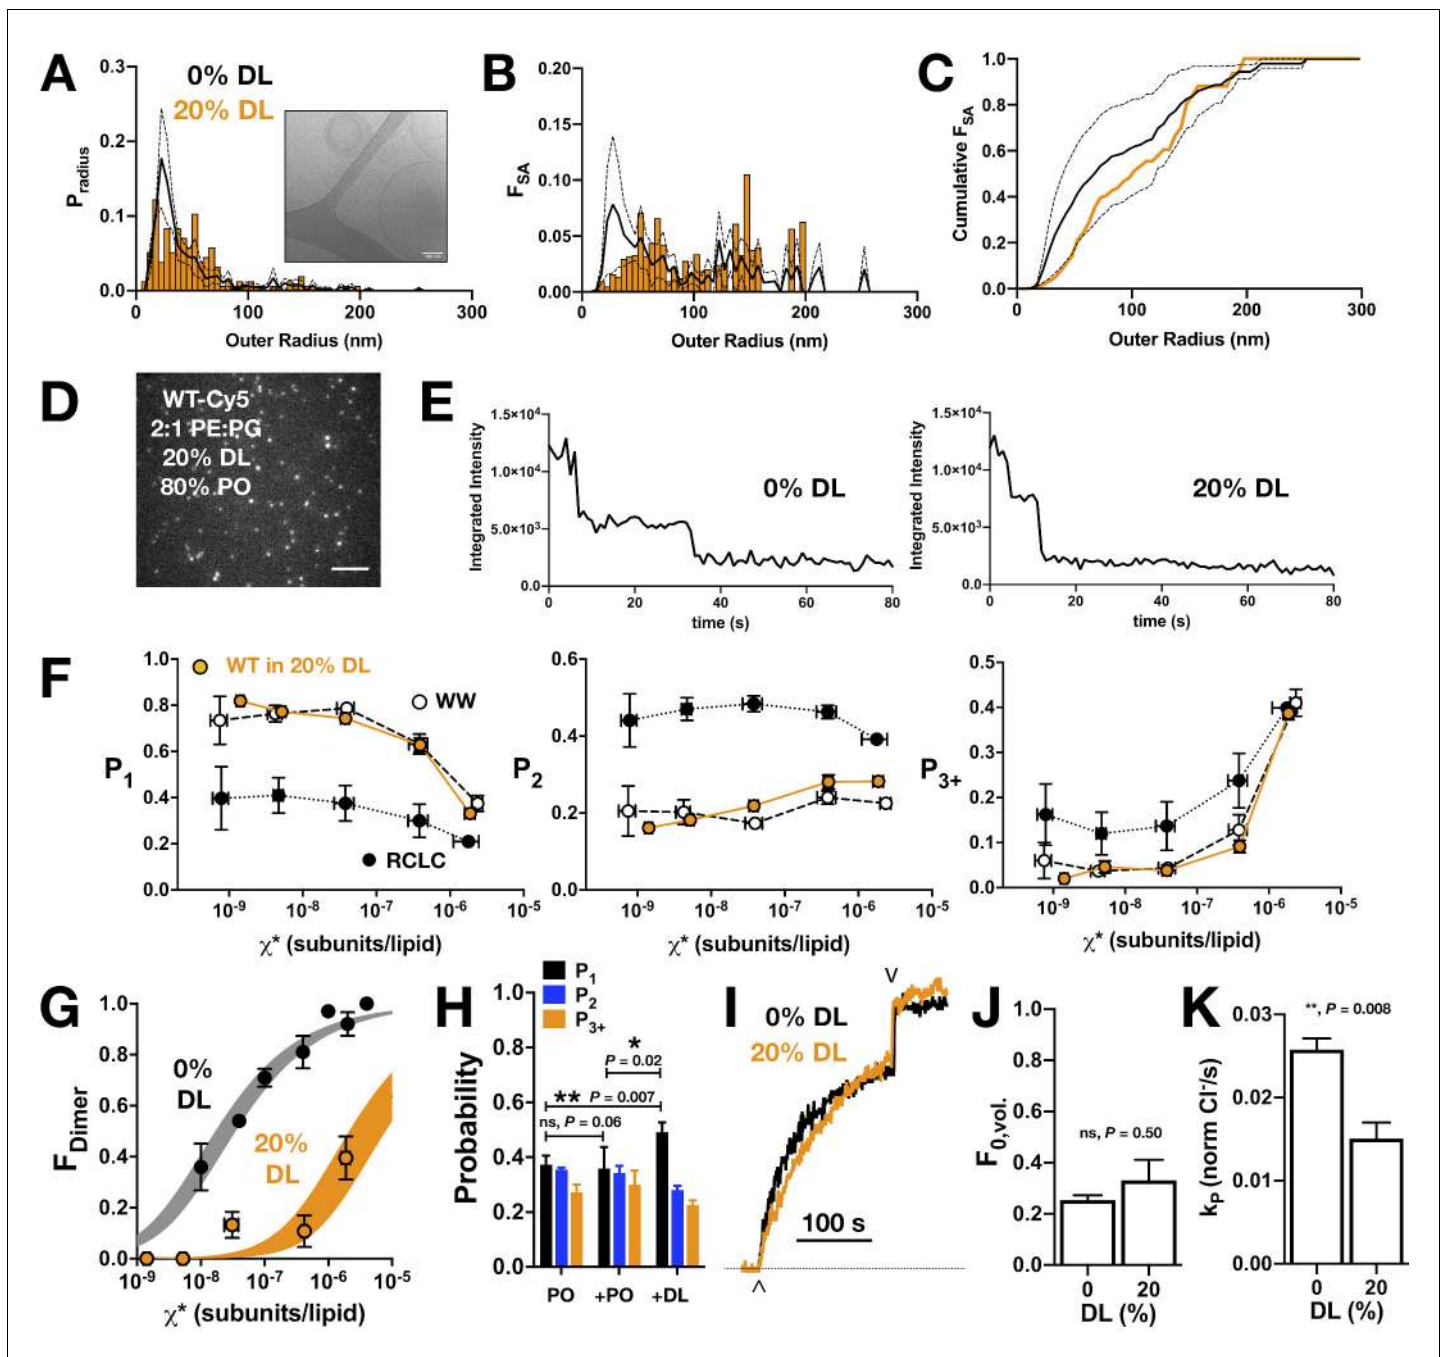 A
0% DL
20% DL
0.3
0.2
0.1
0.0
P radius
0
100
200
300
Outer Radius (nm)
B
0.20
0.15
0.10
0.05
0.00
F SA
0
100
200
300
Outer Radius (nm)
C
1.0
0.8
0.6
0.4
0.2
0.0
Cumulative F SA
0
100
200
300
Outer Radius (nm)
D
WT-Cy5
2:1 PE:PG
20% DL
80% PO
E
1.5×10⁴
1.0×10⁴
5.0×10³
0.0
Integrated Intensity
0% DL
0
20
40
60
80
time (s)
1.5×10⁴
1.0×10⁴
5.0×10³
0.0
Integrated Intensity
20% DL
0
20
40
60
80
time (s)
F
1.0
0.8
0.6
0.4
0.2
0.0
P₁
WT in 20% DL
WW
RCLC
10⁻⁹
10⁻⁸
10⁻⁷
10⁻⁶
10⁻⁵
χ* (subunits/lipid)
0.6
0.4
0.2
0.0
P₂
10⁻⁹
10⁻⁸
10⁻⁷
10⁻⁶
10⁻⁵
χ* (subunits/lipid)
0.5
0.4
0.3
0.2
0.1
0.0
P₃₊
10⁻⁹
10⁻⁸
10⁻⁷
10⁻⁶
10⁻⁵
χ* (subunits/lipid)
G
1.0
0.8
0.6
0.4
0.2
0.0
F Dimer
0%
DL
20%
DL
10⁻⁹
10⁻⁸
10⁻⁷
10⁻⁶
10⁻⁵
χ* (subunits/lipid)
H
P₁
P₂
P₃₊
1.0
0.8
0.6
0.4
0.2
0.0
Probability
*
P = 0.02
** P = 0.007
ns, P = 0.06
PO
+PO
+DL
I
0% DL
20% DL
V
100 s
^
J
1.0
0.8
0.6
0.4
0.2
0.0
F 0,vol.
ns, P = 0.50
0
20
DL (%)
K
**, P = 0.008
0.03
0.02
0.01
0.00
k P (norm Cl⁻/s)
0
20
DL (%)